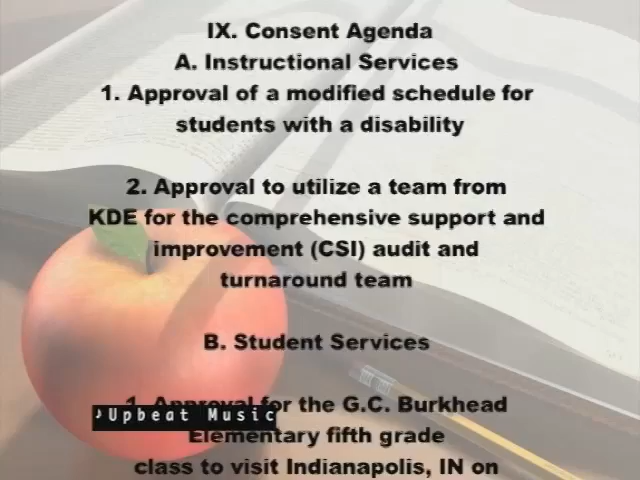 IX. Consent Agenda
A. Instructional Services
1. Approval of a modified schedule for
students with a disability
2. Approval to utilize a team from
KDE for the comprehensive support and
improvement (CSI) audit and
turnaround team
B. Student Services
1. Approval for the G.C. Burkhead
♪Upbeat Music
Elementary fifth grade
class to visit Indianapolis, IN on